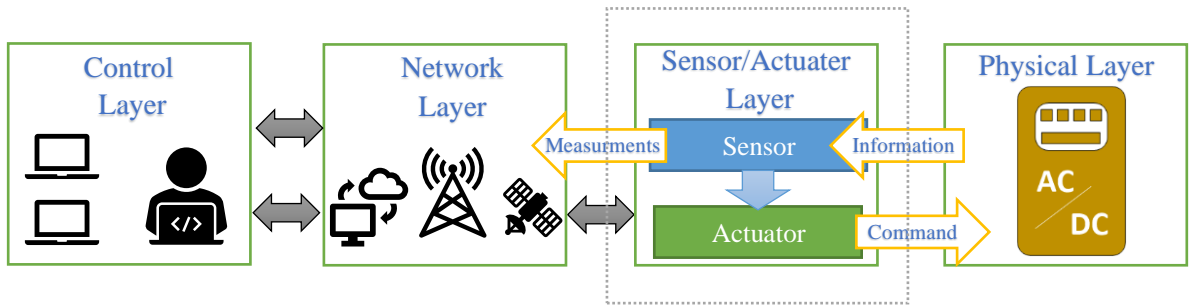 Control
Layer
</>
Network
Layer
Measurments
Sensor/Actuater
Layer
Sensor
Actuator
Information
Command
Physical Layer
AC
DC